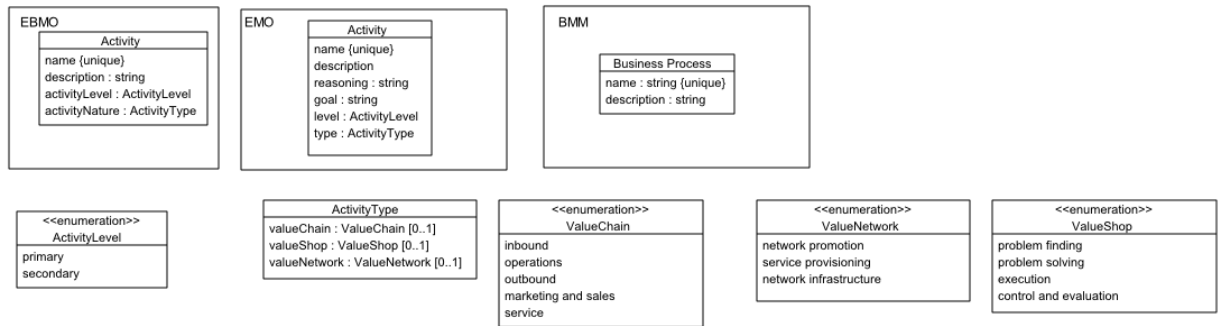 EBMO
Activity
name {unique}
description : string
activityLevel : ActivityLevel
activityNature : ActivityType
EMO
Activity
name {unique}
description
reasoning : string
goal : string
level : ActivityLevel
type : ActivityType
BMM
Business Process
name : string {unique}
description : string
<<enumeration>>
ActivityLevel
primary
secondary
ActivityType
valueChain : ValueChain [0..1]
valueShop : ValueShop [0..1]
valueNetwork : ValueNetwork [0..1]
<<enumeration>>
ValueChain
inbound
operations
outbound
marketing and sales
service
<<enumeration>>
ValueNetwork
network promotion
service provisioning
network infrastructure
<<enumeration>>
ValueShop
problem finding
problem solving
execution
control and evaluation